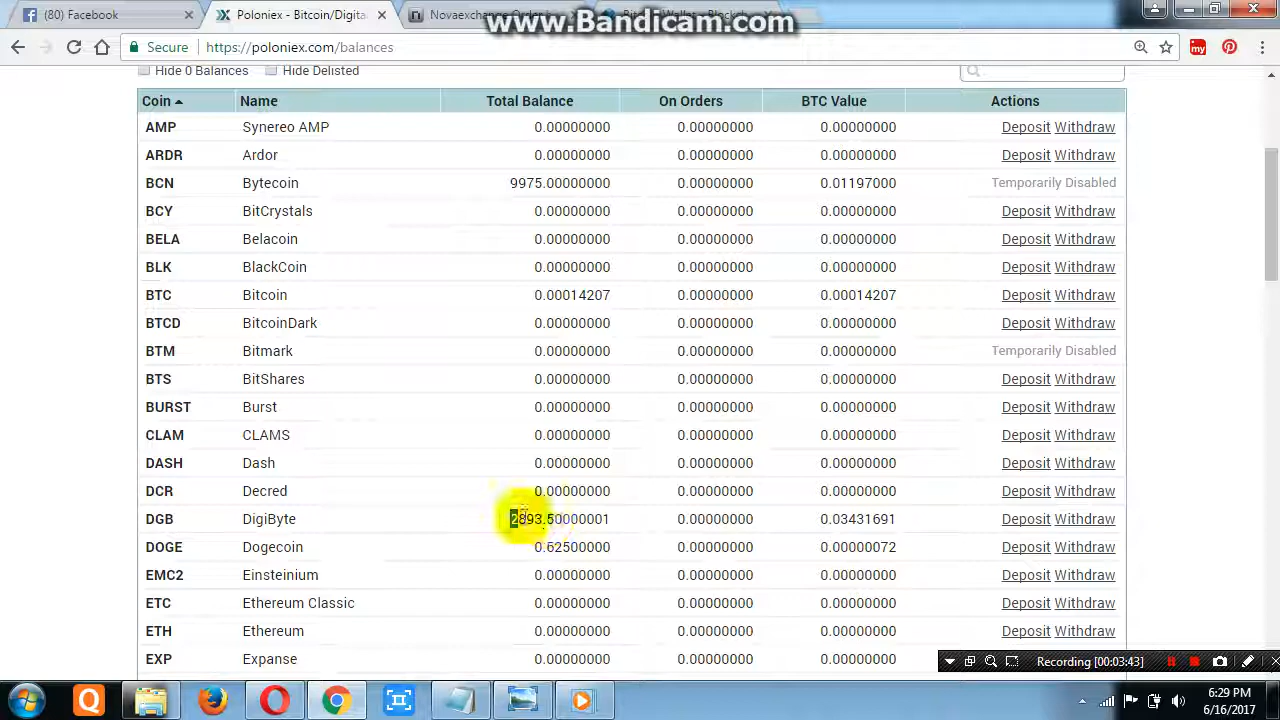 (80) Facebook
Poloniex - Bitcoin/Digita
Novaexchange
www.Bandicam.com
Secure
https://poloniex.com/balances
my
Hide 0 Balances Hide Delisted
Coin Name Total Balance On Orders BTC Value Actions
AMP Synereo AMP 0.00000000 0.00000000 0.00000000 Deposit Withdraw
ARDR Ardor 0.00000000 0.00000000 0.00000000 Deposit Withdraw
BCN Bytecoin 9975.00000000 0.00000000 0.01197000 Temporarily Disabled
BCY BitCrystals 0.00000000 0.00000000 0.00000000 Deposit Withdraw
BELA Belacoin 0.00000000 0.00000000 0.00000000 Deposit Withdraw
BLK BlackCoin 0.00000000 0.00000000 0.00000000 Deposit Withdraw
BTC Bitcoin 0.00014207 0.00000000 0.00014207 Deposit Withdraw
BTCD BitcoinDark 0.00000000 0.00000000 0.00000000 Deposit Withdraw
BTM Bitmark 0.00000000 0.00000000 0.00000000 Temporarily Disabled
BTS BitShares 0.00000000 0.00000000 0.00000000 Deposit Withdraw
BURST Burst 0.00000000 0.00000000 0.00000000 Deposit Withdraw
CLAM CLAMS 0.00000000 0.00000000 0.00000000 Deposit Withdraw
DASH Dash 0.00000000 0.00000000 0.00000000 Deposit Withdraw
DCR Decred 0.00000000 0.00000000 0.00000000 Deposit Withdraw
DGB DigiByte 2893.50000001 0.00000000 0.03431691 Deposit Withdraw
DOGE Dogecoin 0.62500000 0.00000000 0.00000072 Deposit Withdraw
EMC2 Einsteinium 0.00000000 0.00000000 0.00000000 Deposit Withdraw
ETC Ethereum Classic 0.00000000 0.00000000 0.00000000 Deposit Withdraw
ETH Ethereum 0.00000000 0.00000000 0.00000000 Deposit Withdraw
EXP Expanse 0.00000000 0.00000000 0.00000000
Recording [00:03:43]
6:29 PM
6/16/2017